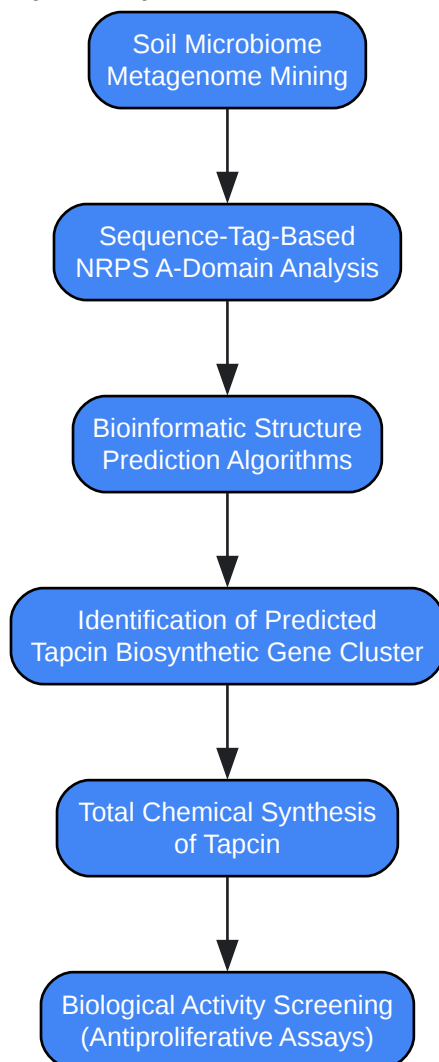 Soil Microbiome
Metagenome Mining
Sequence-Tag-Based
NRPS A-Domain Analysis
Bioinformatic Structure
Prediction Algorithms
Identification of Predicted
Tapcin Biosynthetic Gene Cluster
Total Chemical Synthesis
of Tapcin
Biological Activity Screening
(Antiproliferative Assays)